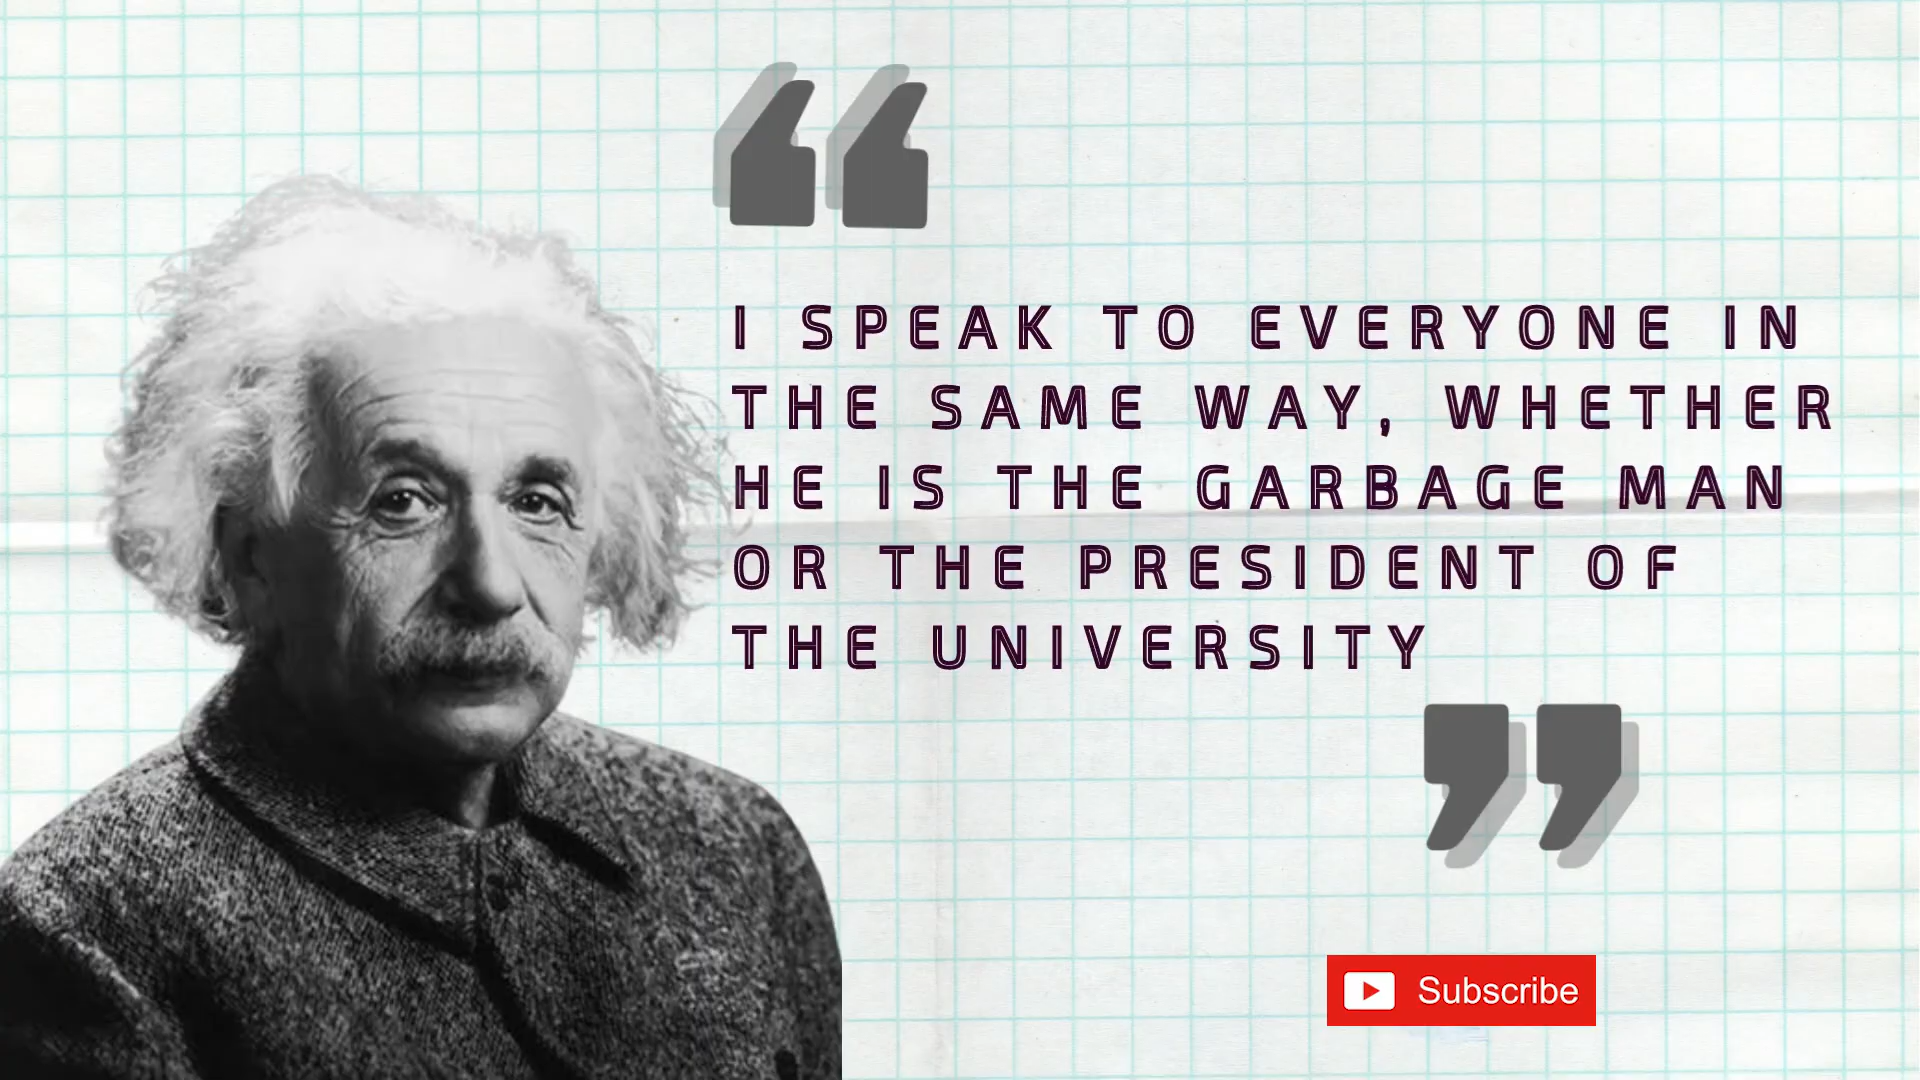 I SPEAK TO EVERYONE IN
THE SAME WAY, WHETHER
HE IS THE GARBAGE MAN
OR THE PRESIDENT OF
THE UNIVERSITY
Subscribe